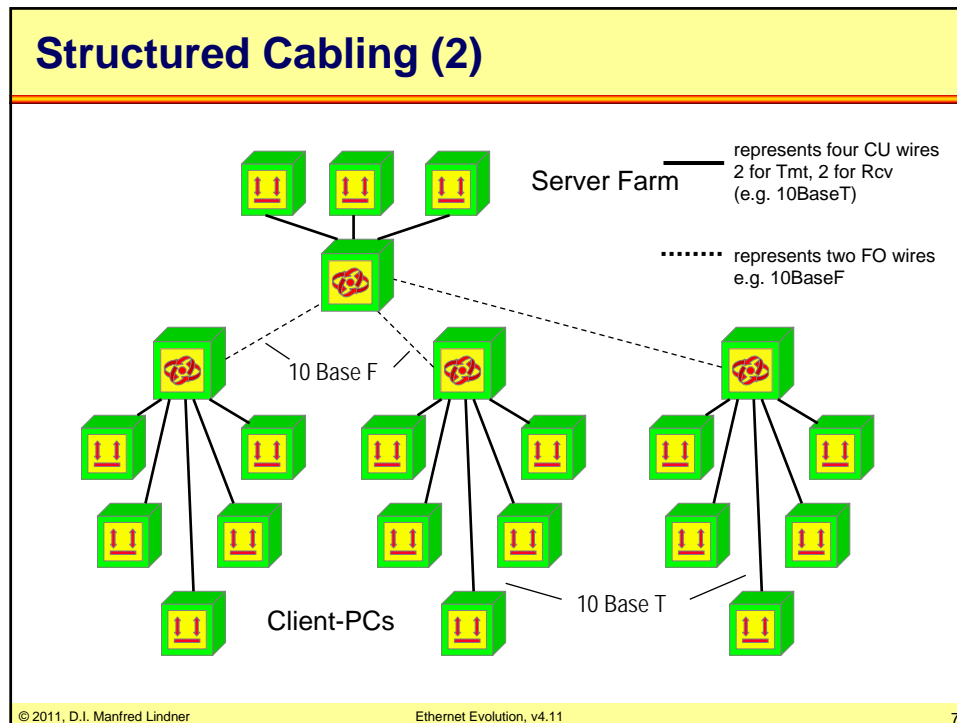 Structured Cabling (2)
represents four CU wires
2 for Tmt, 2 for Rcv
(e.g. 10BaseT)
Server Farm
represents two FO wires
e.g. 10BaseF
10 Base F
10 Base T
Client-PCs
© 2011, D.I. Manfred Lindner
Ethernet Evolution, v4.11
7